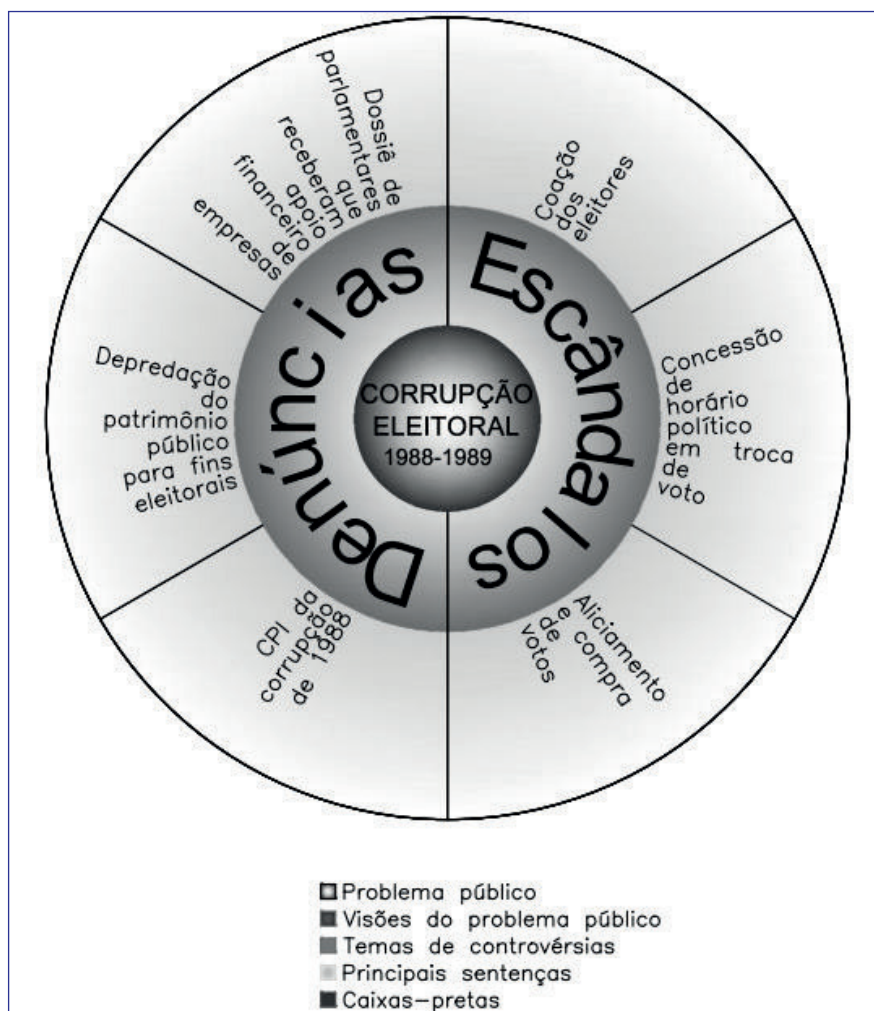 CORRUPÇÃO
ELEITORAL
1988-1989
Denúncias
Escândalos
Dossiê de
parlamentares
que
receberam
apoio
financeiro
de
empresas
Coação
dos
eleitores
Concessão
de
horário
político
em troca
de
voto
Aliciamento
e compra
de
votos
CPI da
corrupção
de 1988
Depredação
do
patrimônio
público
para fins
eleitorais
Problema público
Visões do problema público
Temas de controvérsias
Principais sentenças
Caixas-pretas